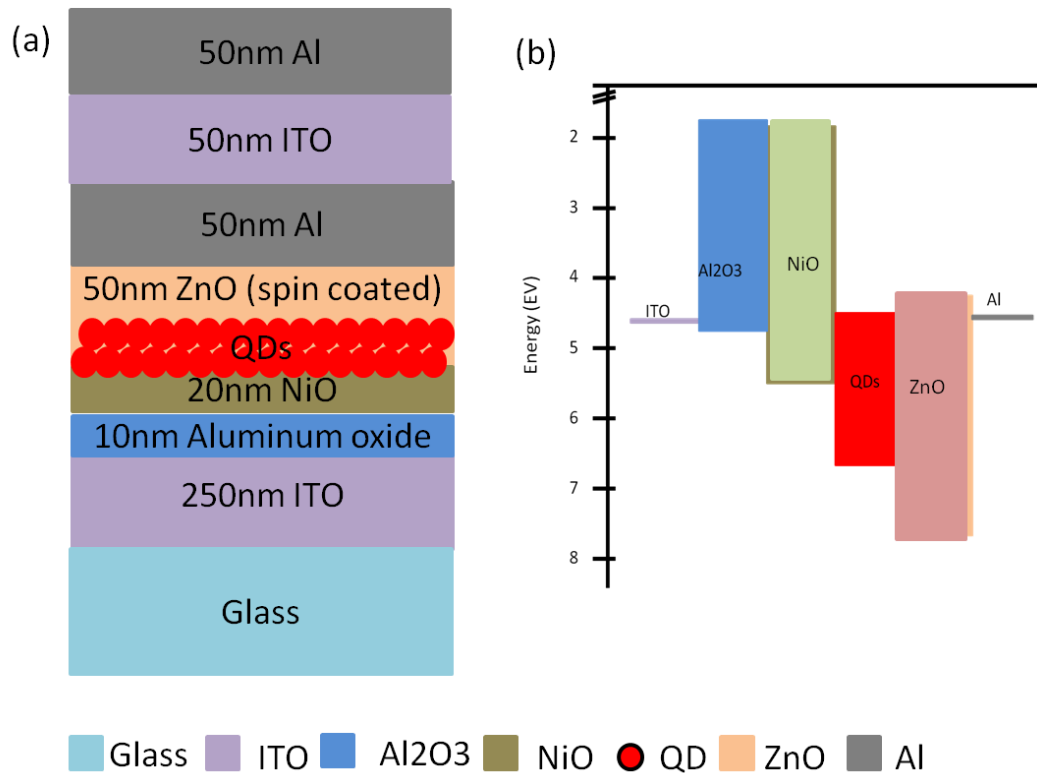 (a)
50nm Al
50nm ITO
50nm Al
50nm ZnO (spin coated)
QDs
20nm NiO
10nm Aluminum oxide
250nm ITO
Glass
(b)
Energy (EV)
2
3
4
5
6
7
8
ITO
Al2O3
NiO
QDs
ZnO
Al
Glass ITO Al2O3 NiO QD ZnO Al